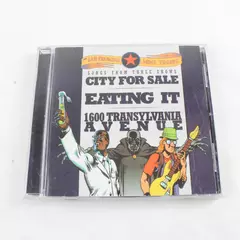 SONGS FROM THREE SHOWS
CITY FOR SALE
EATING IT
1600 TRANSYLVANIA
AVENUE